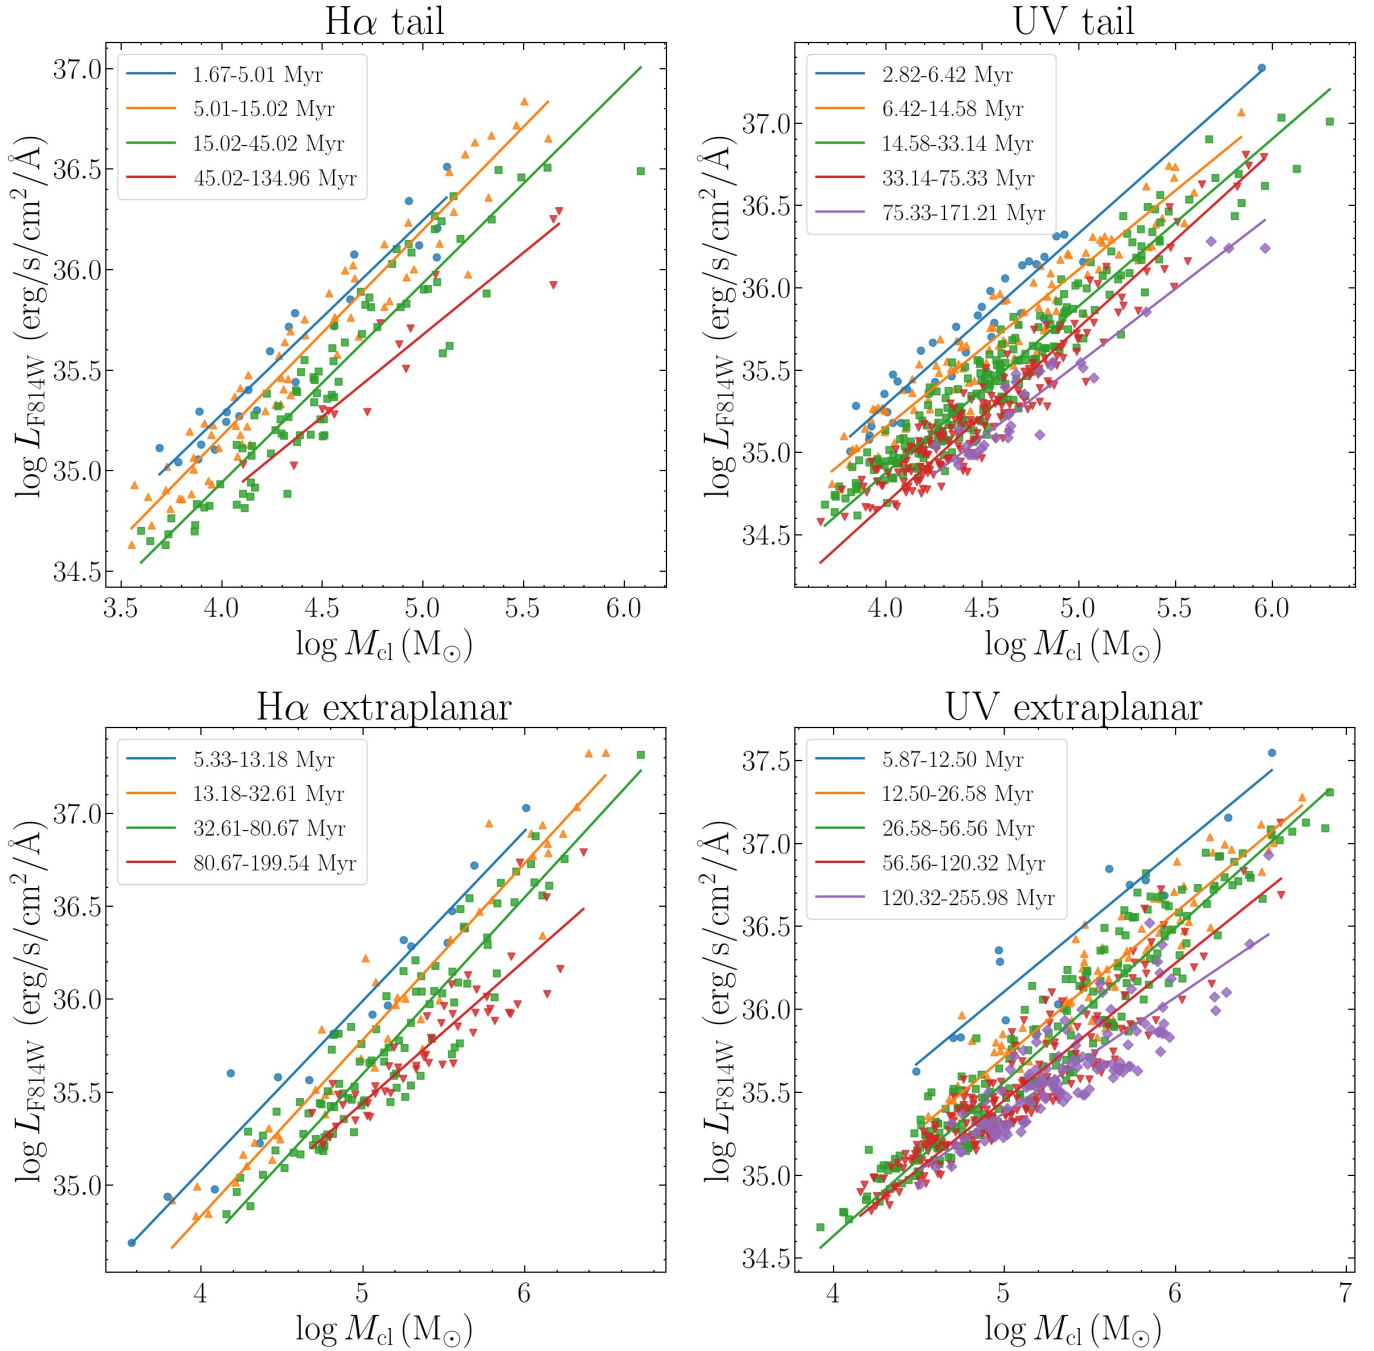 Hα tail
37.0
36.5
36.0
35.5
35.0
34.5
log L_F814W (erg/s/cm²/Å)
1.67-5.01 Myr
5.01-15.02 Myr
15.02-45.02 Myr
45.02-134.96 Myr
3.5 4.0 4.5 5.0 5.5 6.0
log M_cl (M_⊙)
UV tail
37.0
36.5
36.0
35.5
35.0
34.5
log L_F814W (erg/s/cm²/Å)
2.82-6.42 Myr
6.42-14.58 Myr
14.58-33.14 Myr
33.14-75.33 Myr
75.33-171.21 Myr
4.0 4.5 5.0 5.5 6.0
log M_cl (M_⊙)
Hα extraplanar
37.0
36.5
36.0
35.5
35.0
log L_F814W (erg/s/cm²/Å)
5.33-13.18 Myr
13.18-32.61 Myr
32.61-80.67 Myr
80.67-199.54 Myr
4 5 6
log M_cl (M_⊙)
UV extraplanar
37.5
37.0
36.5
36.0
35.5
35.0
34.5
log L_F814W (erg/s/cm²/Å)
5.87-12.50 Myr
12.50-26.58 Myr
26.58-56.56 Myr
56.56-120.32 Myr
120.32-255.98 Myr
4 5 6 7
log M_cl (M_⊙)